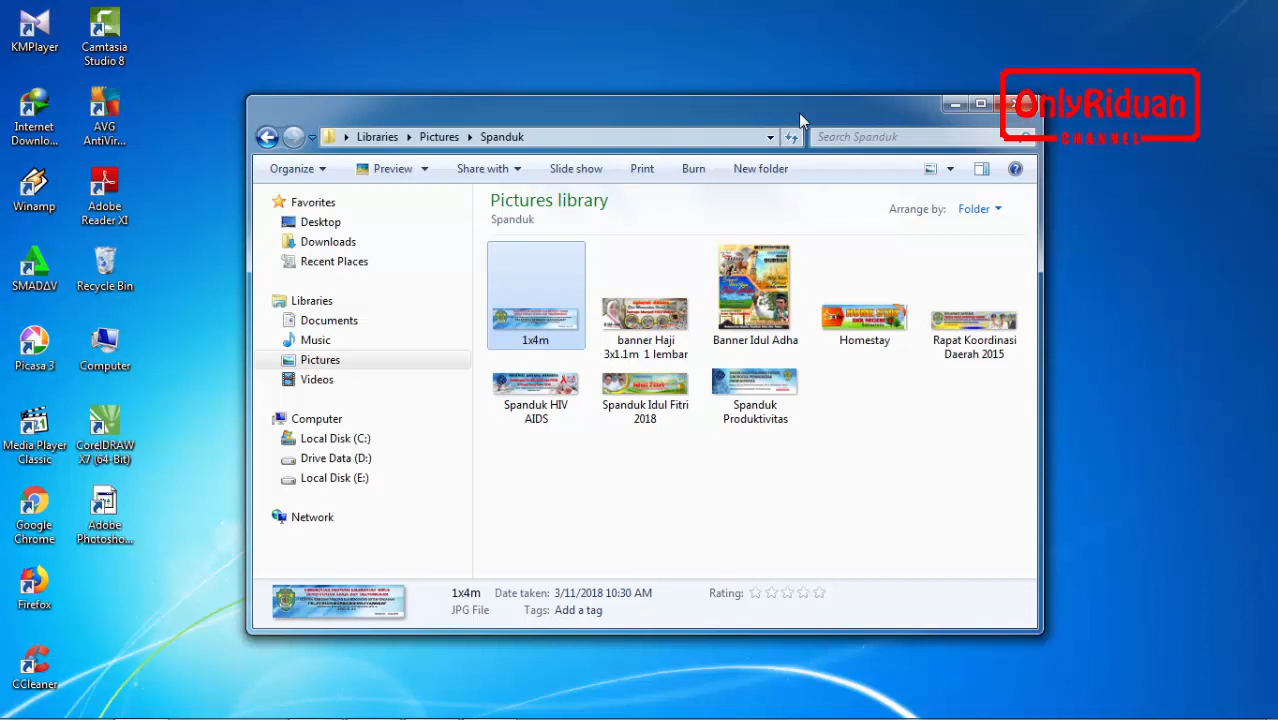 KMPlayer
Camtasia
Studio 8
Internet
Downlo...
AVG
AntiVir...
Winamp
Adobe
Reader XI
SMADΔV
Recycle Bin
Picasa 3
Computer
Media Player
Classic
CorelDRAW
X7 (64-Bit)
Google
Chrome
Adobe
Photosho...
Firefox
CCleaner
OnlyRiduan
CHANNEL
Libraries
Pictures
Spanduk
Search Spanduk
Organize
Preview
Share with
Slide show
Print
Burn
New folder
Favorites
Desktop
Downloads
Recent Places
Libraries
Documents
Music
Pictures
Videos
Computer
Local Disk (C:)
Drive Data (D:)
Local Disk (E:)
Network
Pictures library
Spanduk
Arrange by: Folder
1x4m
banner Haji
3x1.1m 1 lembar
Banner Idul Adha
Homestay
Rapat Koordinasi
Daerah 2015
Spanduk HIV
AIDS
Spanduk Idul Fitri
2018
Spanduk
Produktivitas
1x4m
JPG File
Date taken: 3/11/2018 10:30 AM
Tags: Add a tag
Rating: